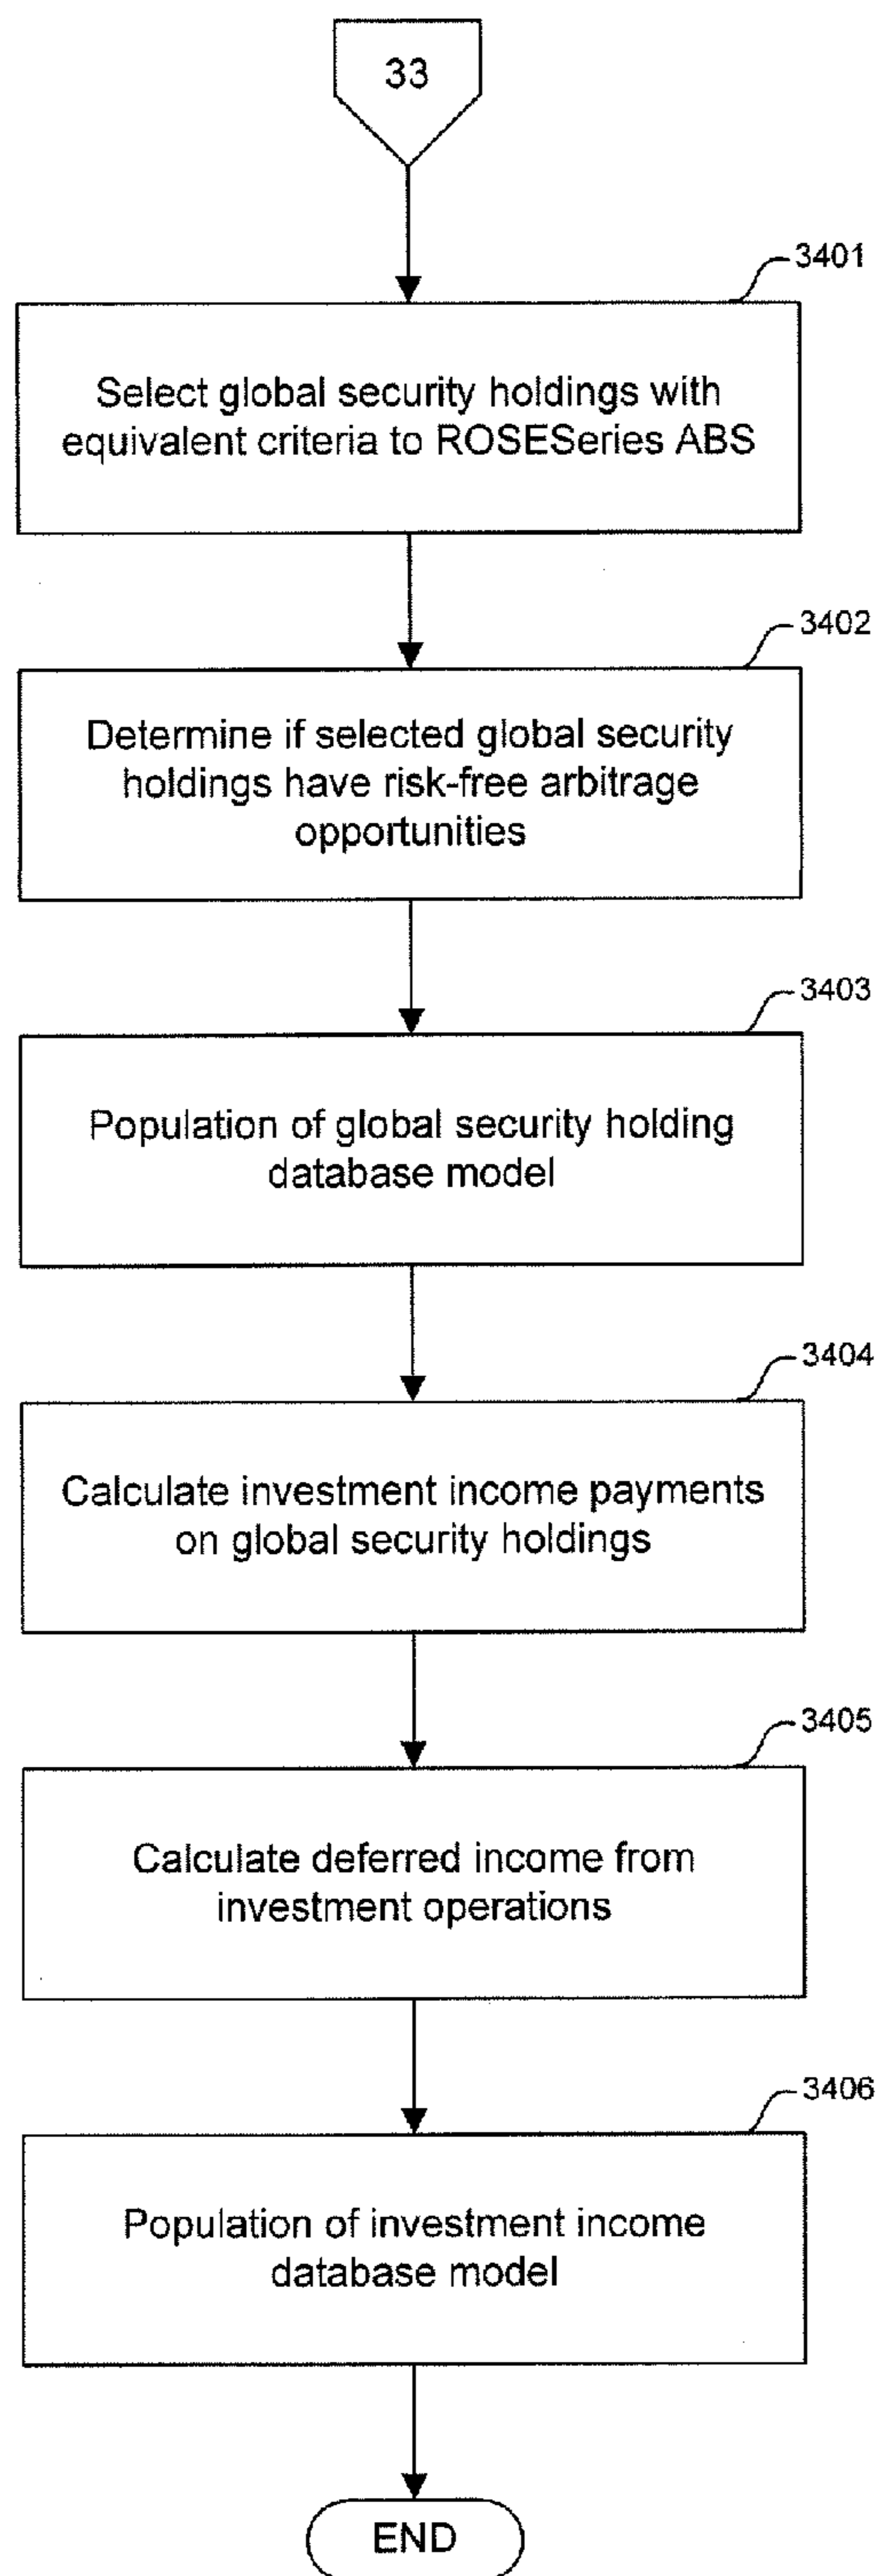 33
3401
Select global security holdings with
equivalent criteria to ROSESeries ABS
3402
Determine if selected global security
holdings have risk-free arbitrage
opportunities
3403
Population of global security holding
database model
3404
Calculate investment income payments
on global security holdings
3405
Calculate deferred income from
investment operations
3406
Population of investment income
database model
END